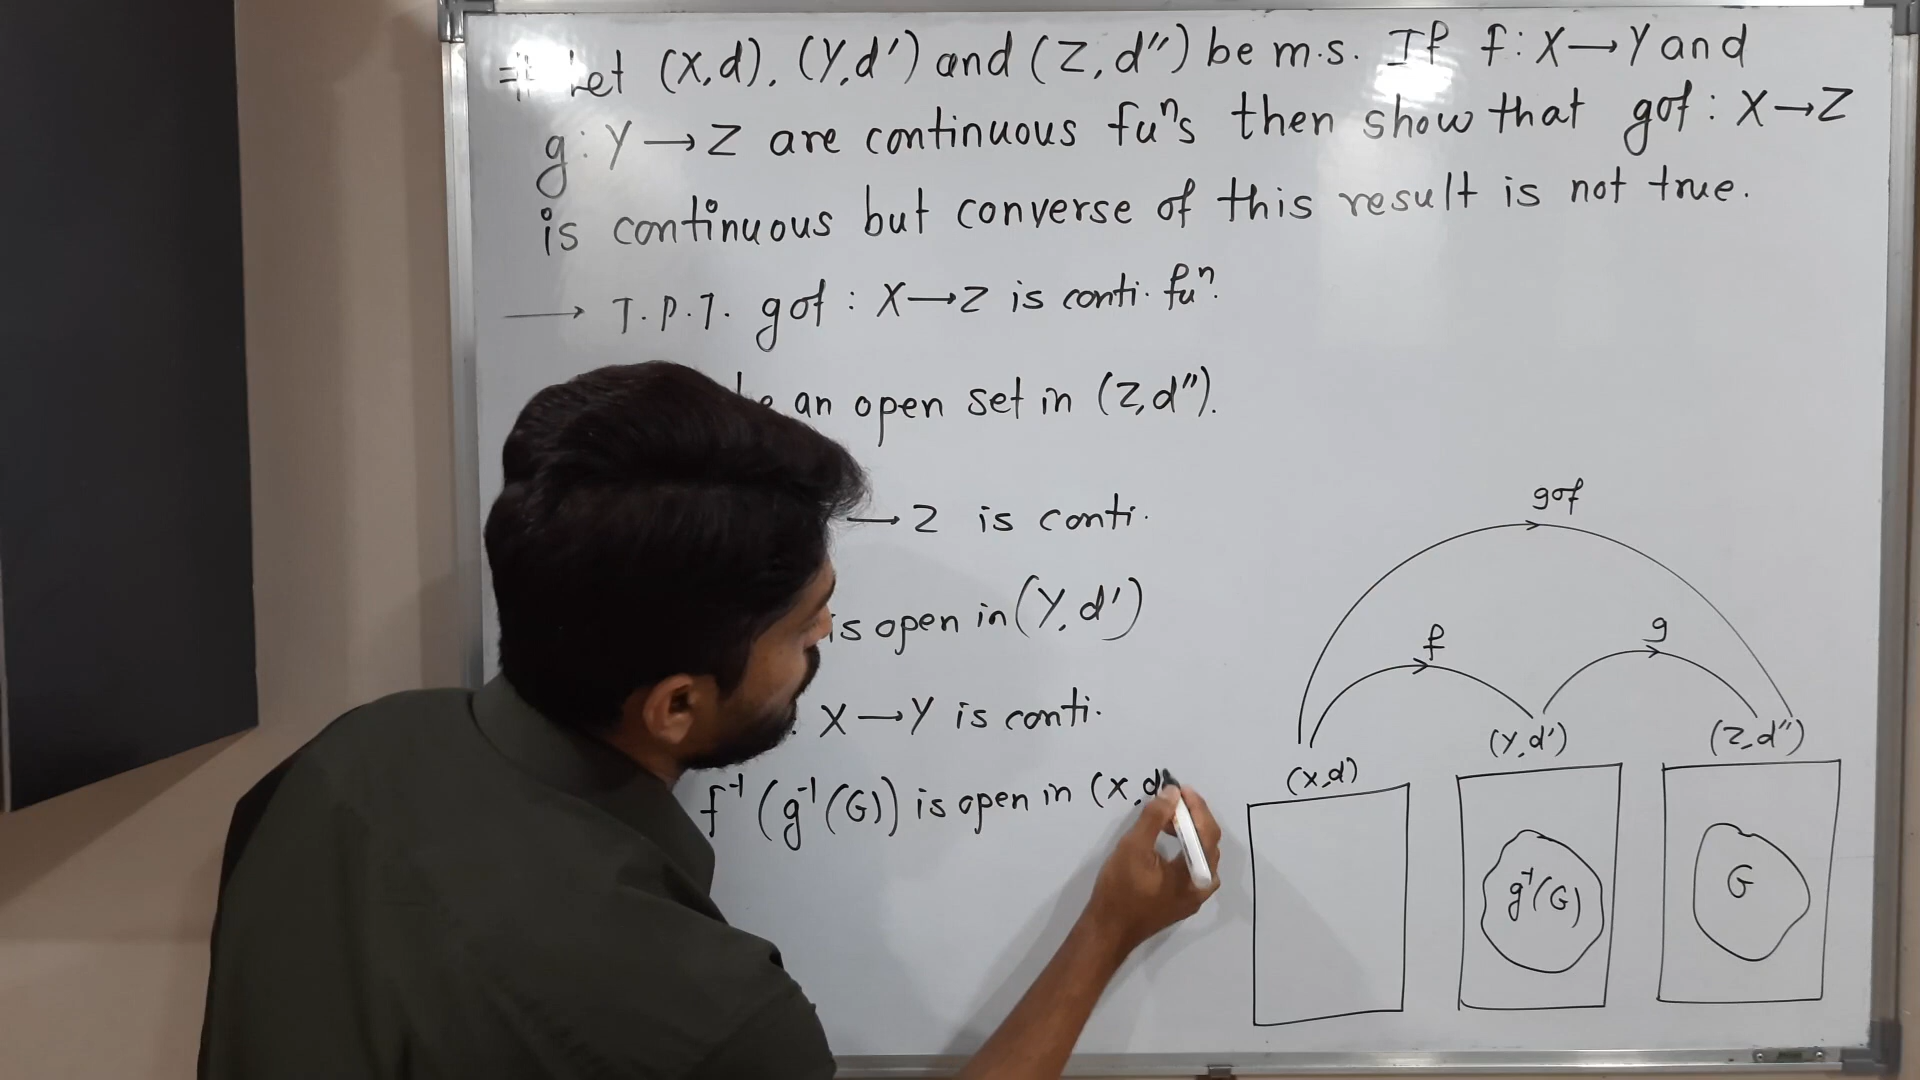 Let (X,d), (Y,d') and (Z,d'') be m.s. If f : X→Y and
g : Y→Z are continuous fuⁿs then show that gof : X→Z
is continuous but converse of this result is not true.
→ T.P.T. gof : X→Z is conti. fuⁿ.
an open set in (Z,d'').
→ Z is conti.
is open in (Y,d')
X→Y is conti.
f⁻¹(g⁻¹(G)) is open in (X,d
gof
f
g
(X,d)
(Y,d')
(Z,d'')
g⁻¹(G)
G